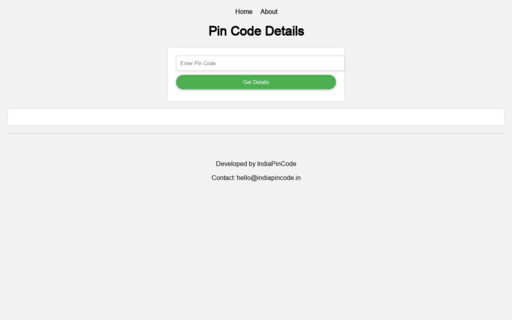 Home About
Pin Code Details
Enter Pin Code
Get Details
Developed by IndiaPinCode
Contact: hello@indiapincode.in